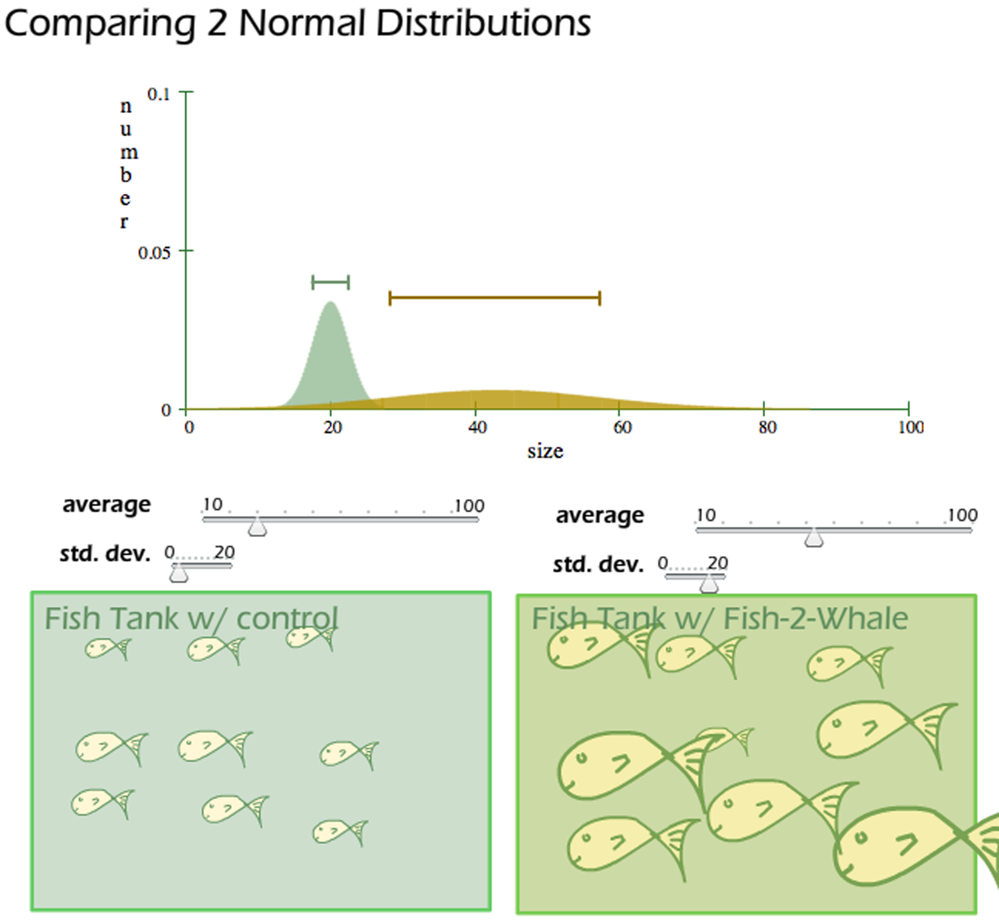 Comparing 2 Normal Distributions
0.1
number
0.05
0
0 20 40 60 80 100
size
average 10 100
std. dev. 0 20
average 10 100
std. dev. 0 20
Fish Tank w/ control
Fish Tank w/ Fish-2-Whale